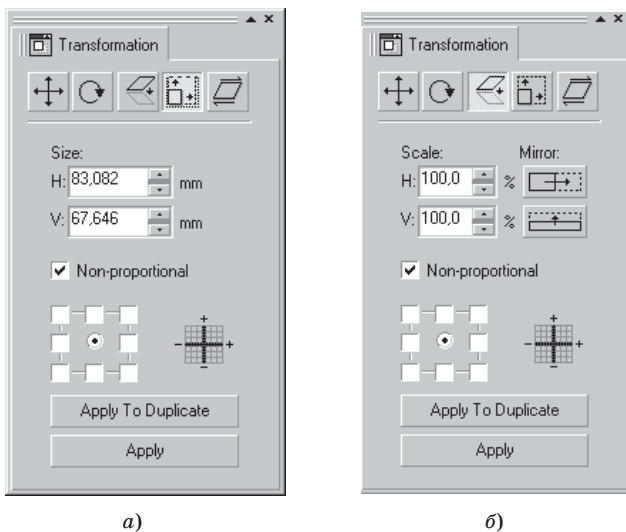 Transformation
Size:
H: 83,082 mm
V: 67,646 mm
Non-proportional
+
- +
-
Apply To Duplicate
Apply
а)
Transformation
Scale: Mirror:
H: 100,0 %
V: 100,0 %
Non-proportional
+
- +
-
Apply To Duplicate
Apply
б)